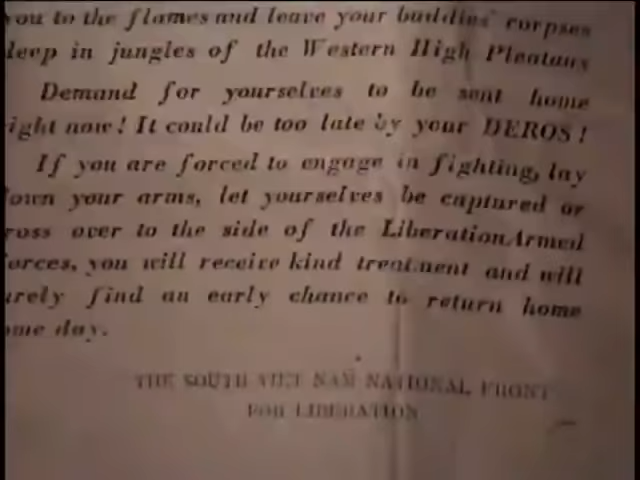 you to the flames and leave your buddies' corpses
deep in jungles of the Western High Pleataus
Demand for yourselves to be sent home
right now! It could be too late by your DEROS!
If you are forced to engage in fighting, lay
down your arms, let yourselves be captured or
cross over to the side of the Liberation Armed
Forces, you will receive kind treatment and will
surely find an early chance to return home
some day.
THE SOUTH VIET NAM NATIONAL FRONT
FOR LIBERATION